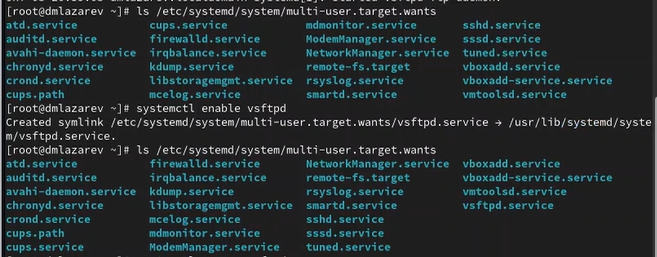 [root@dmlazarev ~]# ls /etc/systemd/system/multi-user.target.wants
atd.service cups.service mdmonitor.service sshd.service
auditd.service firewalld.service ModemManager.service sssd.service
avahi-daemon.service irqbalance.service NetworkManager.service tuned.service
chronyd.service kdump.service remote-fs.target vboxadd.service
crond.service libstoragemgmt.service rsyslog.service vboxadd-service.service
cups.path mcelog.service smartd.service vmtoolsd.service
[root@dmlazarev ~]# systemctl enable vsftpd
Created symlink /etc/systemd/system/multi-user.target.wants/vsftpd.service → /usr/lib/systemd/syste
m/vsftpd.service.
[root@dmlazarev ~]# ls /etc/systemd/system/multi-user.target.wants
atd.service firewalld.service NetworkManager.service vboxadd.service
auditd.service irqbalance.service remote-fs.target vboxadd-service.service
avahi-daemon.service kdump.service rsyslog.service vmtoolsd.service
chronyd.service libstoragemgmt.service smartd.service vsftpd.service
crond.service mcelog.service sshd.service
cups.path mdmonitor.service sssd.service
cups.service ModemManager.service tuned.service